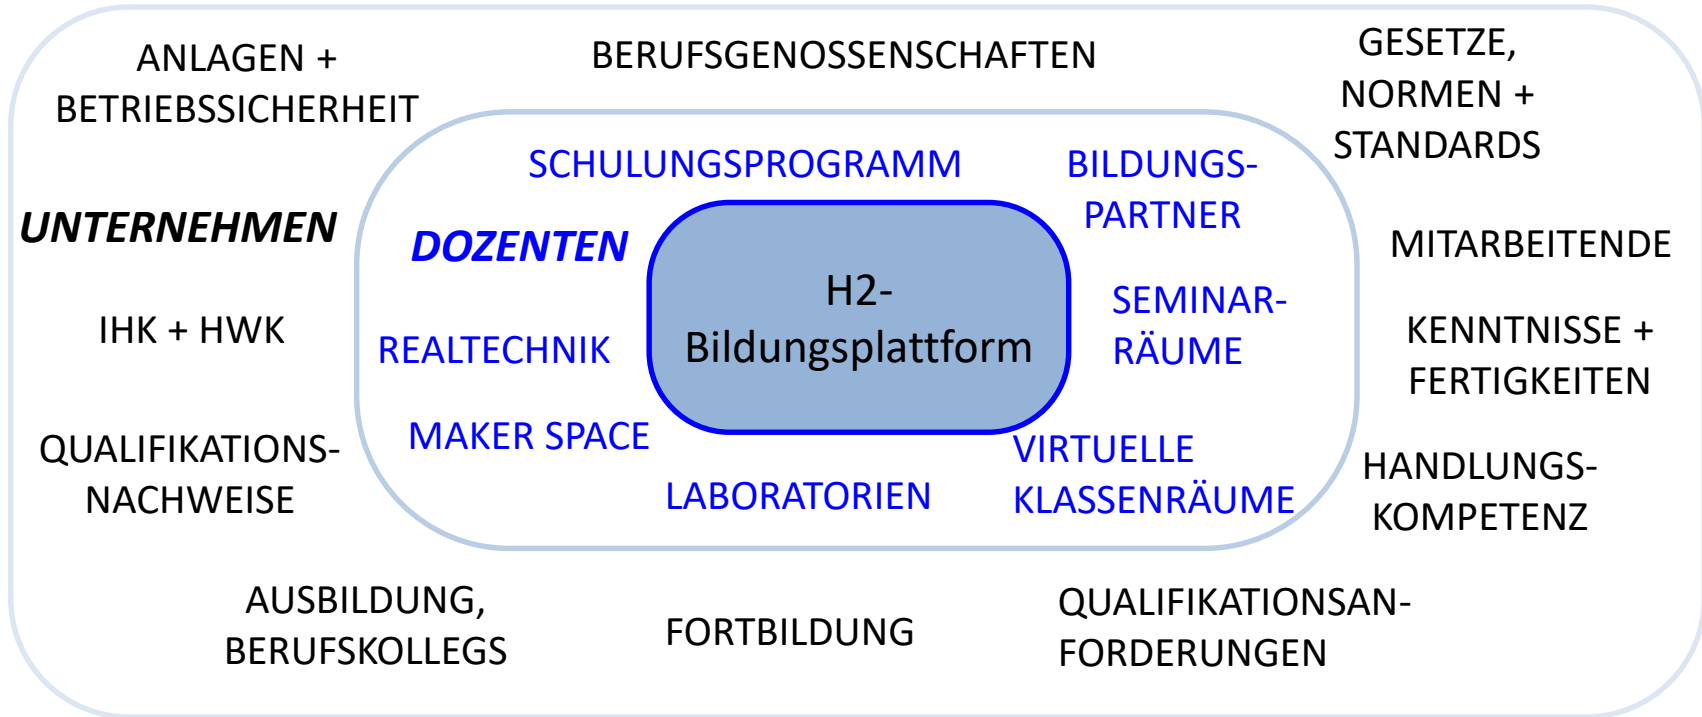 ANLAGEN +
BETRIEBSSICHERHEIT
BERUFSGENOSSENSCHAFTEN
GESETZE,
NORMEN +
STANDARDS
SCHULUNGSPROGRAMM
BILDUNGS-
PARTNER
UNTERNEHMEN
DOZENTEN
MITARBEITENDE
H2-
Bildungsplattform
SEMINAR-
RÄUME
IHK + HWK
REALTECHNIK
KENNTNISSE +
FERTIGKEITEN
MAKER SPACE
VIRTUELLE
KLASSENRÄUME
QUALIFIKATIONS-
NACHWEISE
LABORATORIEN
HANDLUNGS-
KOMPETENZ
AUSBILDUNG,
BERUFSKOLLEGS
FORTBILDUNG
QUALIFIKATIONSAN-
FORDERUNGEN